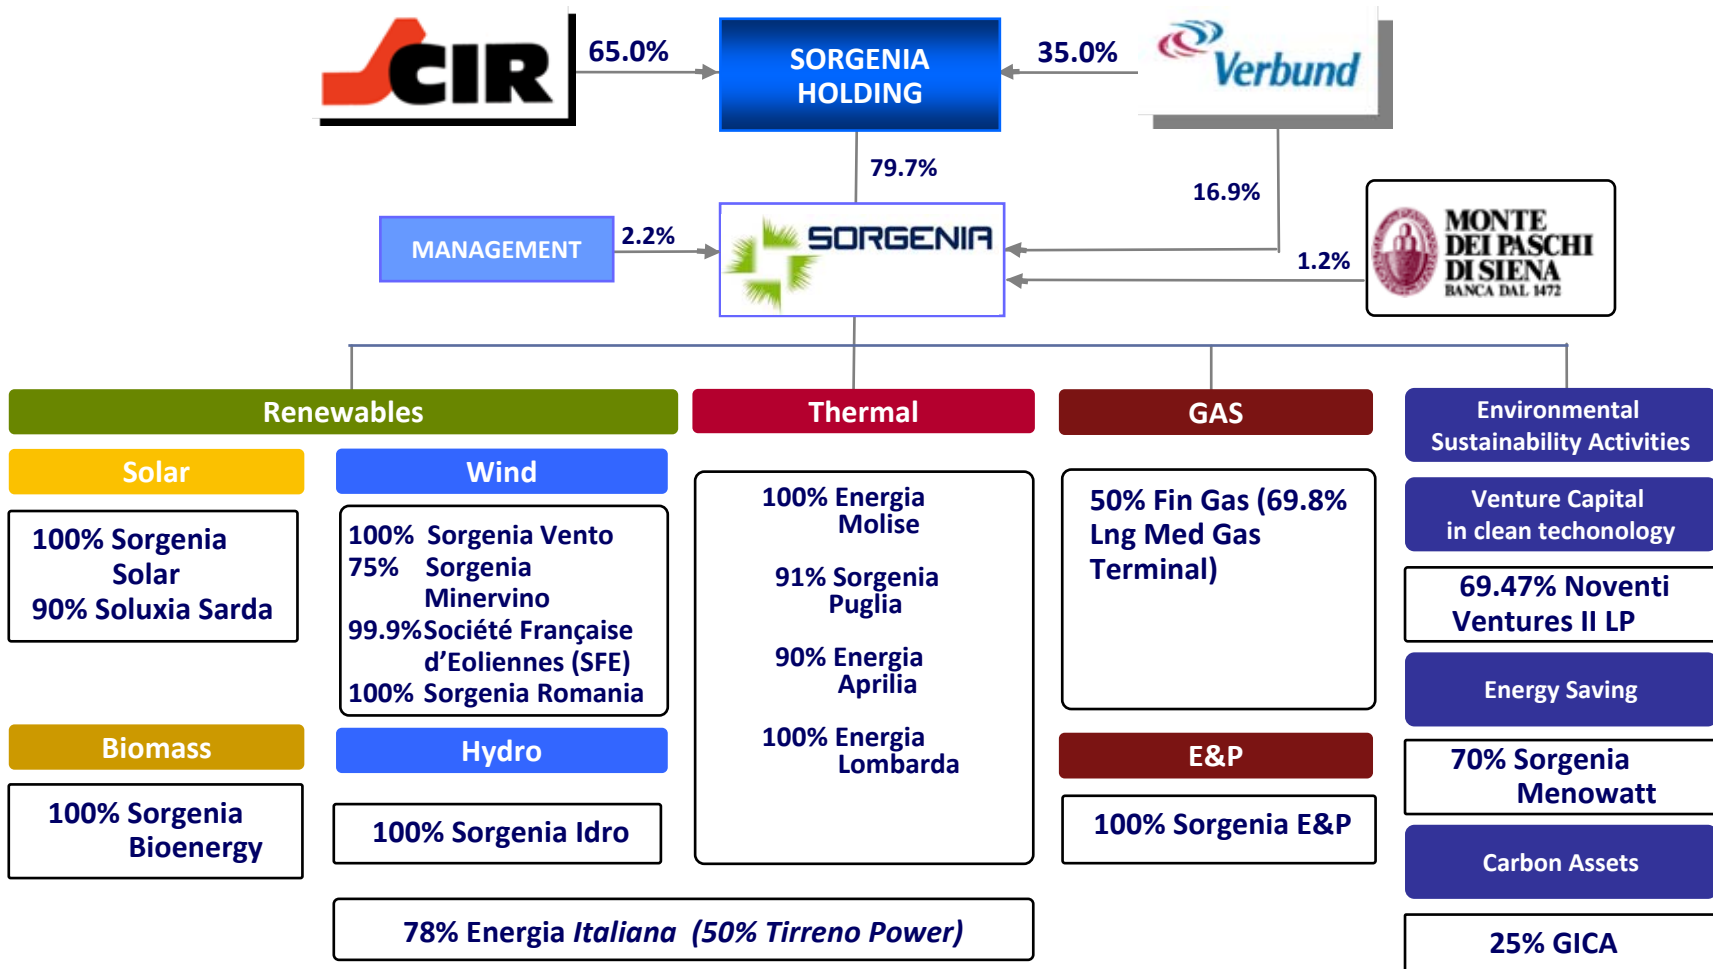 CIR
65.0%
SORGENIA
HOLDING
35.0%
Verbund
79.7%
16.9%
MANAGEMENT
2.2%
SORGENIA
1.2%
MONTE
DEI PASCHI
DI SIENA
BANCA DAL 1472
Renewables
Thermal
GAS
Environmental
Sustainability Activities
Solar
Wind
Venture Capital
in clean techonology
100% Sorgenia
Solar
90% Soluxia Sarda
100% Sorgenia Vento
75% Sorgenia
Minervino
99.9%Société Française
d’Eoliennes (SFE)
100% Sorgenia Romania
100% Energia
Molise
91% Sorgenia
Puglia
90% Energia
Aprilia
100% Energia
Lombarda
50% Fin Gas (69.8%
Lng Med Gas
Terminal)
69.47% Noventi
Ventures II LP
Energy Saving
Biomass
Hydro
E&P
70% Sorgenia
Menowatt
100% Sorgenia
Bioenergy
100% Sorgenia Idro
100% Sorgenia E&P
Carbon Assets
78% Energia Italiana (50% Tirreno Power)
25% GICA